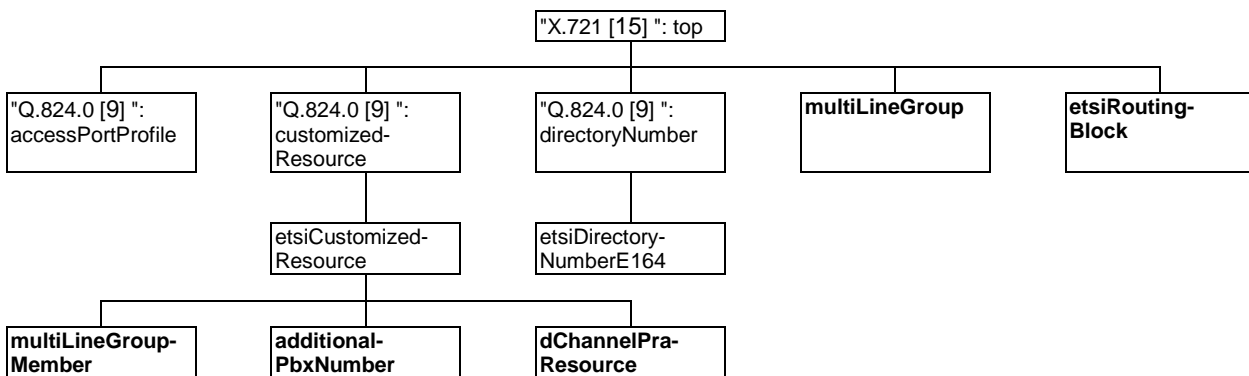 "X.721 [15] ": top
"Q.824.0 [9] ":
accessPortProfile
"Q.824.0 [9] ":
customized-
Resource
"Q.824.0 [9] ":
directoryNumber
multiLineGroup
etsiRouting-
Block
etsiCustomized-
Resource
etsiDirectory-
NumberE164
multiLineGroup-
Member
additional-
PbxNumber
dChannelPra-
Resource